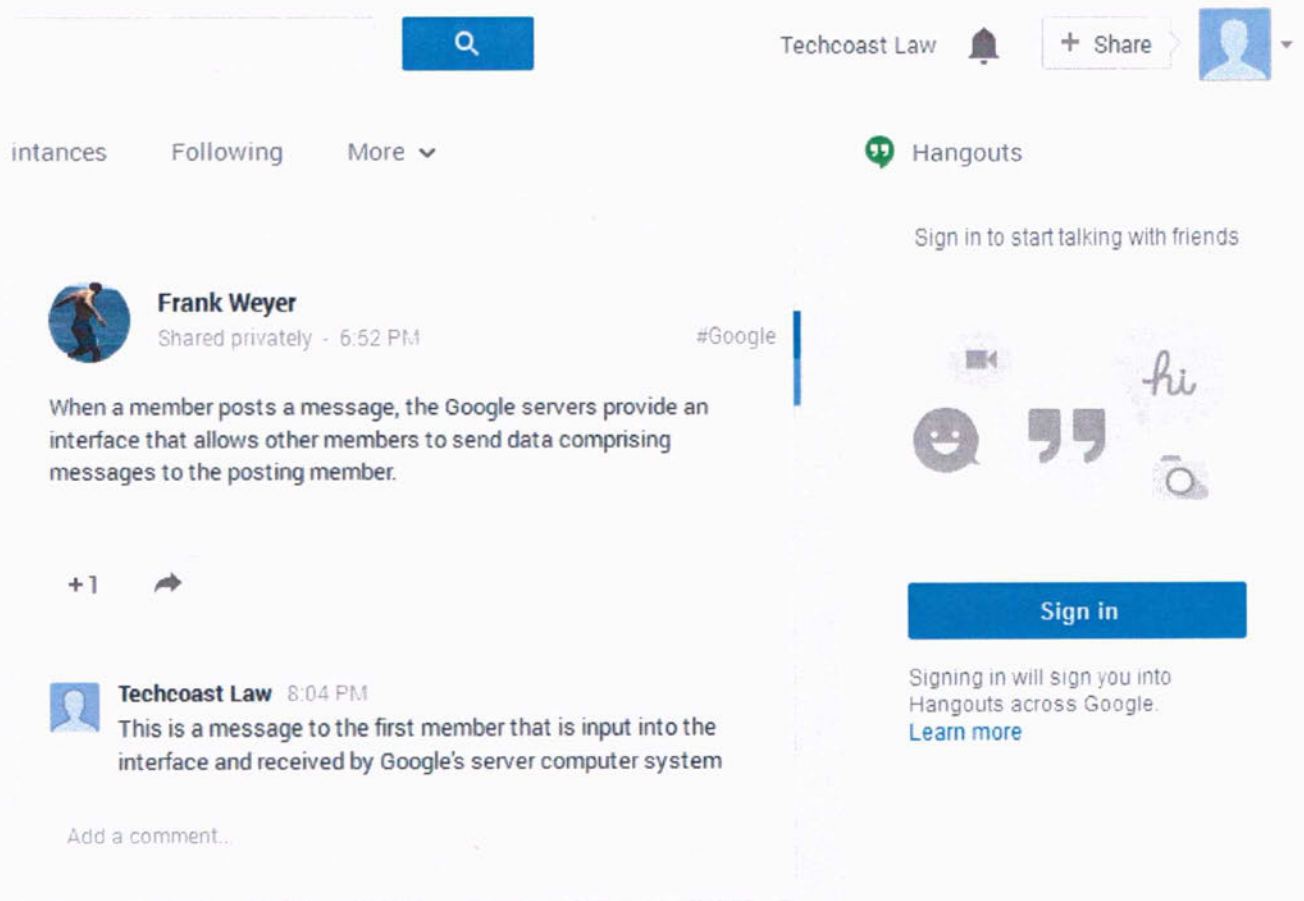 Techcoast Law + Share
intances Following More
Hangouts
Sign in to start talking with friends
Frank Weyer
Shared privately - 6:52 PM #Google
When a member posts a message, the Google servers provide an
interface that allows other members to send data comprising
messages to the posting member.
hi
+1
Sign in
Signing in will sign you into
Hangouts across Google.
Learn more
Techcoast Law 8:04 PM
This is a message to the first member that is input into the
interface and received by Google's server computer system
Add a comment...